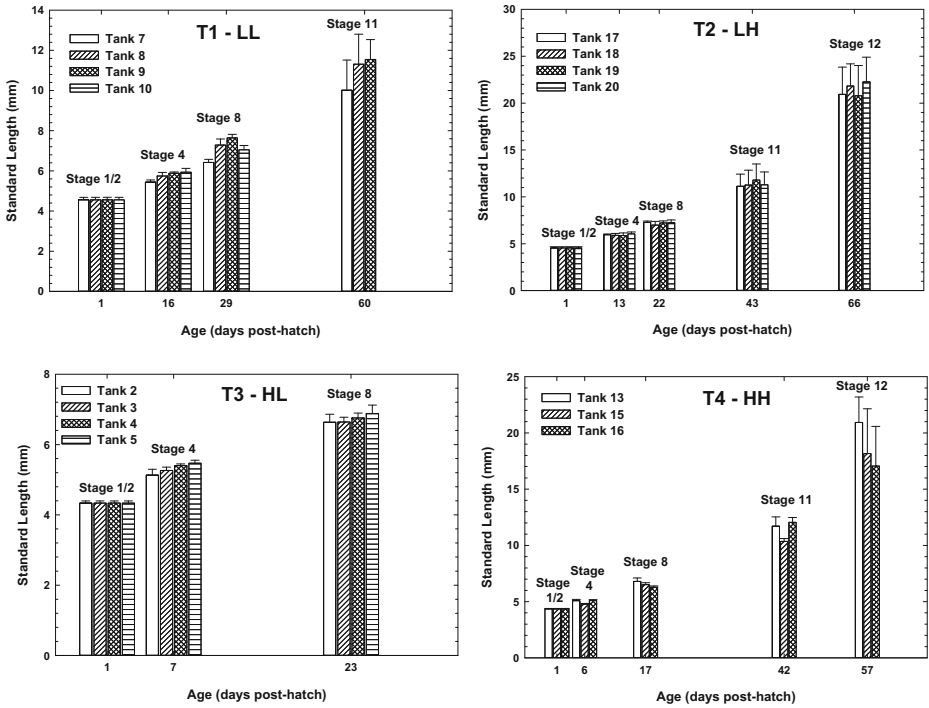 T1 - LL
Tank 7
Tank 8
Tank 9
Tank 10
Stage 1/2
Stage 4
Stage 8
Stage 11
Standard Length (mm)
14
12
10
8
6
4
2
0
1
16
29
60
Age (days post-hatch)
T2 - LH
Tank 17
Tank 18
Tank 19
Tank 20
Stage 1/2
Stage 4
Stage 8
Stage 11
Stage 12
Standard Length (mm)
30
25
20
15
10
5
0
1
13
22
43
66
Age (days post-hatch)
T3 - HL
Tank 2
Tank 3
Tank 4
Tank 5
Stage 1/2
Stage 4
Stage 8
Standard Length (mm)
8
6
4
2
0
1
7
23
Age (days post-hatch)
T4 - HH
Tank 13
Tank 15
Tank 16
Stage
1/2
Stage
4
Stage 8
Stage 11
Stage 12
Standard Length (mm)
25
20
15
10
5
0
1
6
17
42
57
Age (days post-hatch)